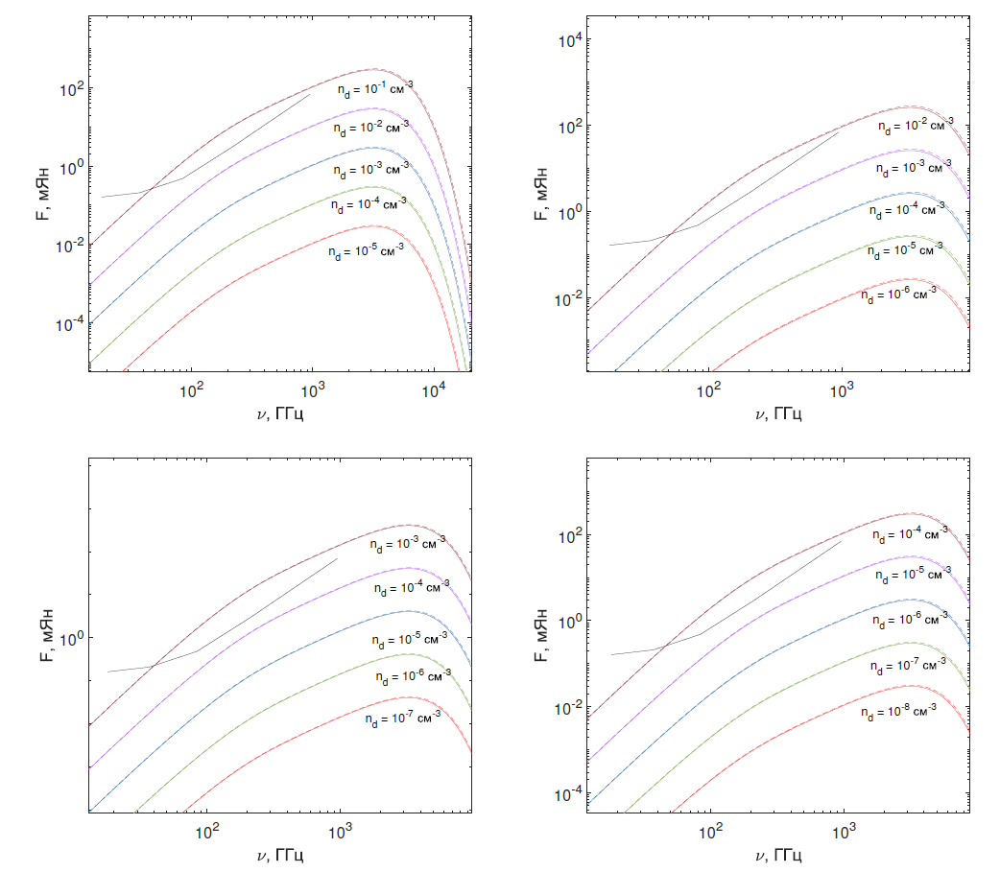 10^2
10^0
10^-2
10^-4
F, мЯн
n_d = 10^-1 см^-3
n_d = 10^-2 см^-3
n_d = 10^-3 см^-3
n_d = 10^-4 см^-3
n_d = 10^-5 см^-3
10^2 10^3 10^4
ν, ГГц
10^4
10^2
10^0
10^-2
F, мЯн
n_d = 10^-2 см^-3
n_d = 10^-3 см^-3
n_d = 10^-4 см^-3
n_d = 10^-5 см^-3
n_d = 10^-6 см^-3
10^2 10^3
ν, ГГц
10^0
F, мЯн
n_d = 10^-3 см^-3
n_d = 10^-4 см^-3
n_d = 10^-5 см^-3
n_d = 10^-6 см^-3
n_d = 10^-7 см^-3
10^2 10^3
ν, ГГц
10^2
10^0
10^-2
10^-4
F, мЯн
n_d = 10^-4 см^-3
n_d = 10^-5 см^-3
n_d = 10^-6 см^-3
n_d = 10^-7 см^-3
n_d = 10^-8 см^-3
10^2 10^3
ν, ГГц